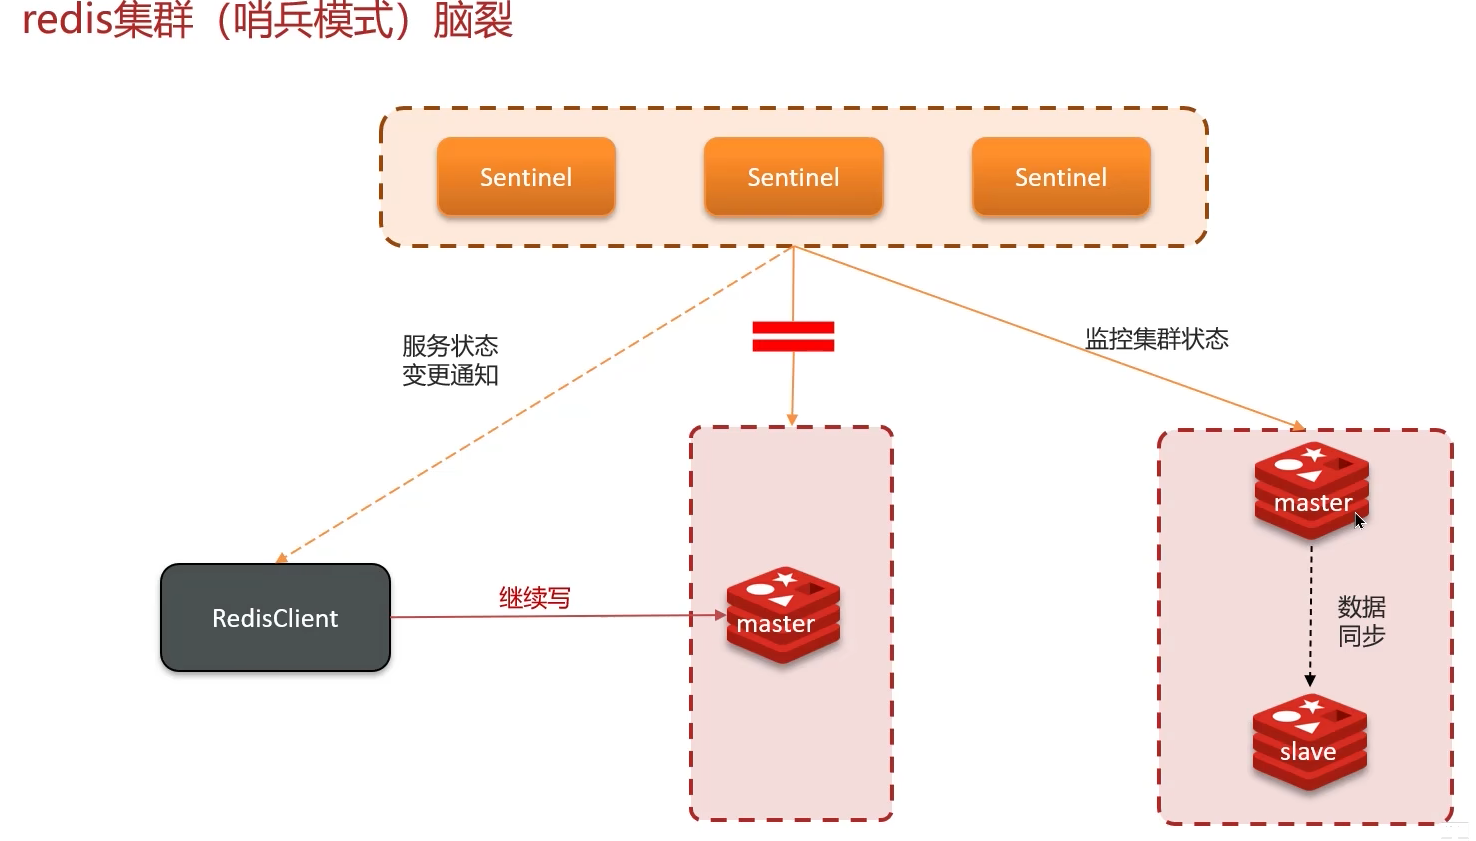 redis集群（哨兵模式）脑裂
Sentinel
Sentinel
Sentinel
服务状态
变更通知
监控集群状态
RedisClient
继续写
master
master
数据
同步
slave